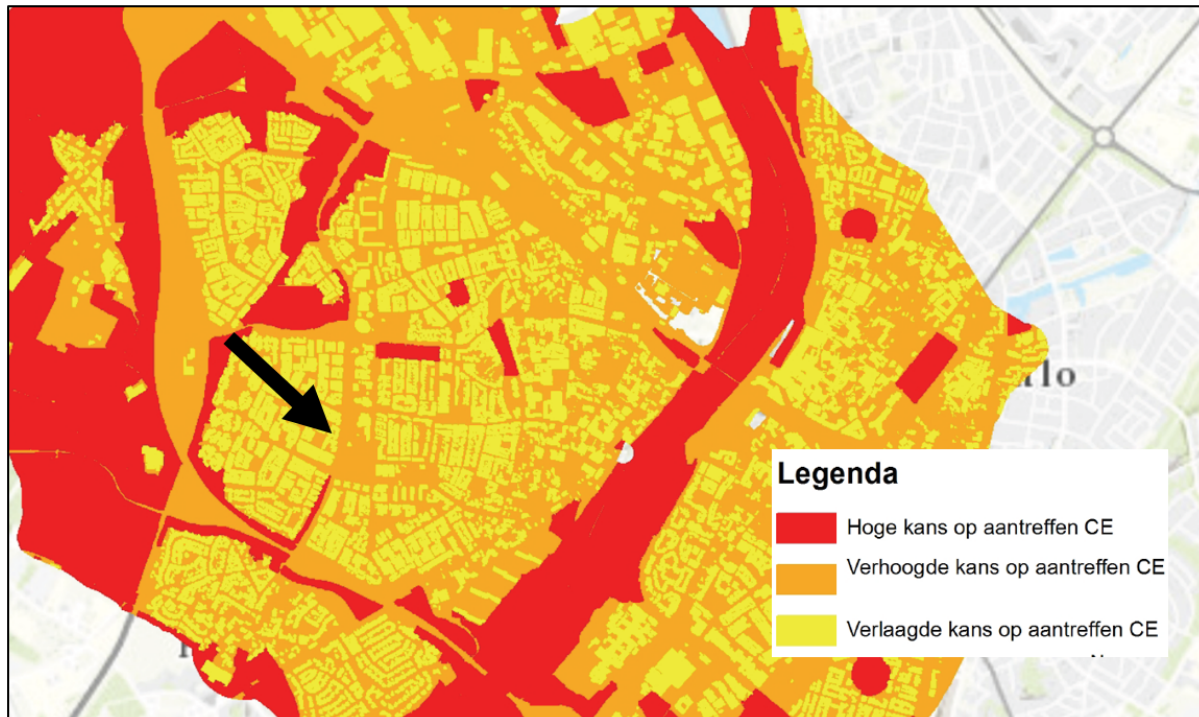 Legenda
Hoge kans op aantreffen CE
Verhoogde kans op aantreffen CE
Verlaagde kans op aantreffen CE